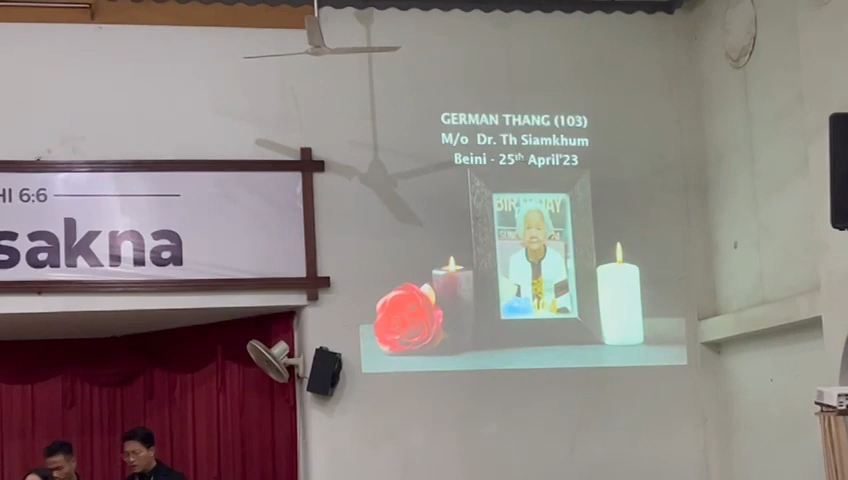 GERMAN THANG (103)
M/o Dr. Th Siamkhum
Beini - 25th April'23
HI 6:6
sakna